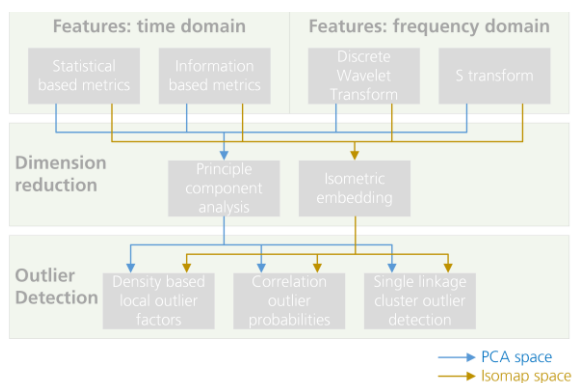 Features: time domain
Features: frequency domain
Statistical
based metrics
Information
based metrics
Discrete
Wavelet
Transform
S transform
Dimension
reduction
Principle
component
analysis
Isometric
embedding
Outlier
Detection
Density based
local outlier
factors
Correlation
outlier
probabilities
Single linkage
cluster outlier
detection
PCA space
Isomap space